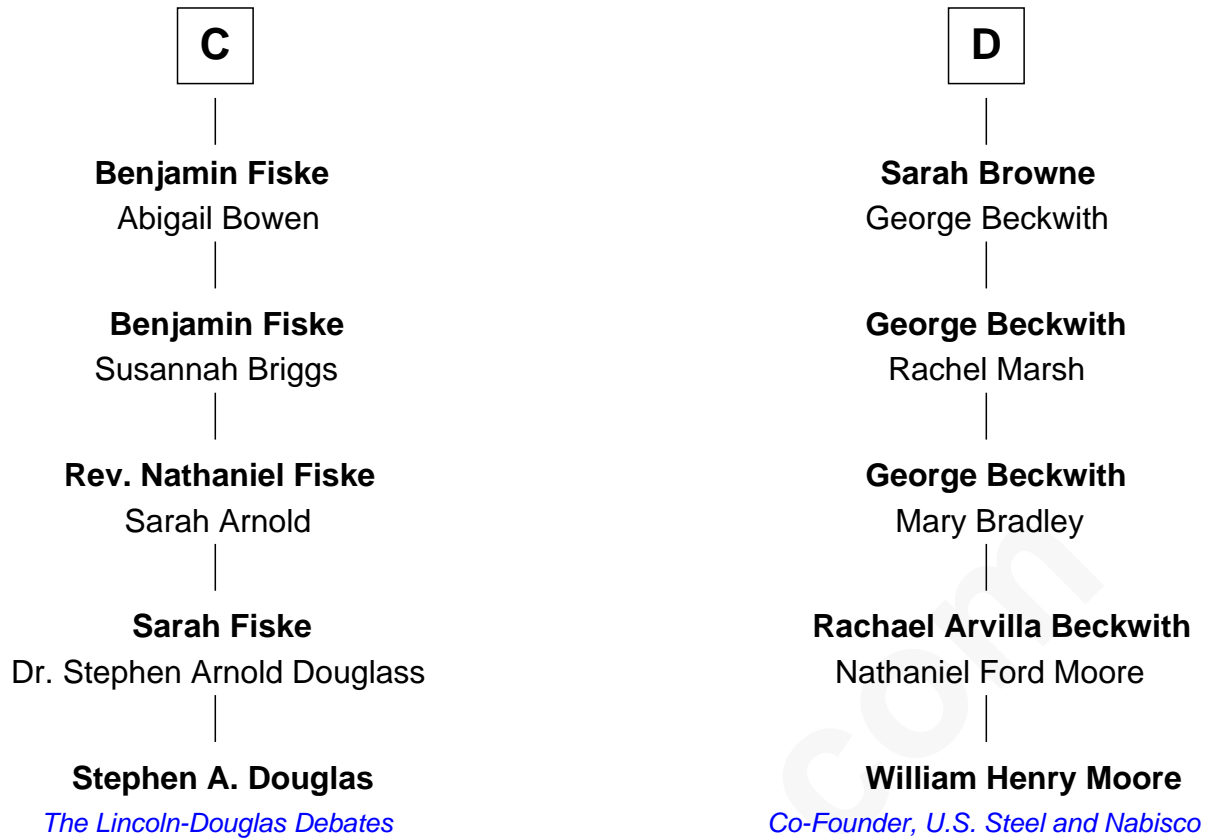 C
Benjamin Fiske
Abigail Bowen
Benjamin Fiske
Susannah Briggs
Rev. Nathaniel Fiske
Sarah Arnold
Sarah Fiske
Dr. Stephen Arnold Douglass
Stephen A. Douglas
The Lincoln-Douglas Debates
D
Sarah Browne
George Beckwith
George Beckwith
Rachel Marsh
George Beckwith
Mary Bradley
Rachael Arvilla Beckwith
Nathaniel Ford Moore
William Henry Moore
Co-Founder, U.S. Steel and Nabisco
com